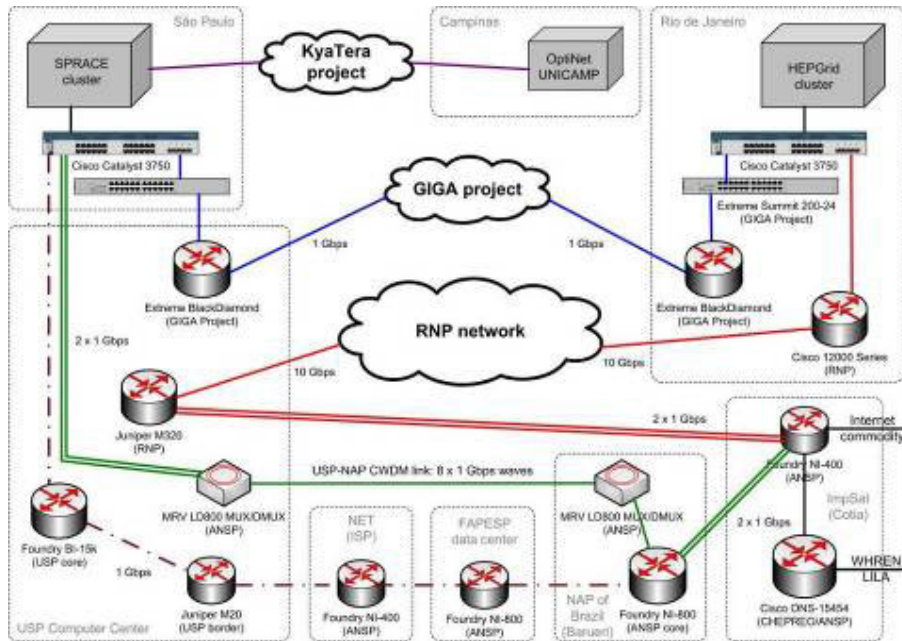 São Paulo
Campinas
Rio de Janeiro
SPRACE
cluster
KyaTera
project
OptiNet
UNICAMP
HEPGrid
cluster
Cisco Catalyst 3750
Cisco Catalyst 3750
GIGA project
Extreme Summit 200-24
(GIGA Project)
1 Gbps
1 Gbps
Extreme BlackDiamond
(GIGA Project)
Extreme BlackDiamond
(GIGA Project)
RNP network
2 x 1 Gbps
10 Gbps
10 Gbps
Cisco 12000 Series
(RNP)
Juniper M320
(RNP)
2 x 1 Gbps
Internet
commodity
Foundry NI-400
(ANSP)
USP-NAP CWDM link: 8 x 1 Gbps waves
MRV LD800 MUX/DMUX
(ANSP)
MRV LD800 MUX/DMUX
(ANSP)
ImpSat
(Cotia)
2 x 1 Gbps
NET
(ISP)
FAPESP
data center
Foundry BI-15k
(USP core)
1 Gbps
WHREN
LILA
Juniper M20
(USP border)
Foundry NI-400
(ANSP)
Foundry NI-800
(ANSP)
NAP of
Brazil
(Barueri)
Foundry NI-800
(ANSP core)
Cisco ONS-15454
(CHEPREO/ANSP)
USP Computer Center